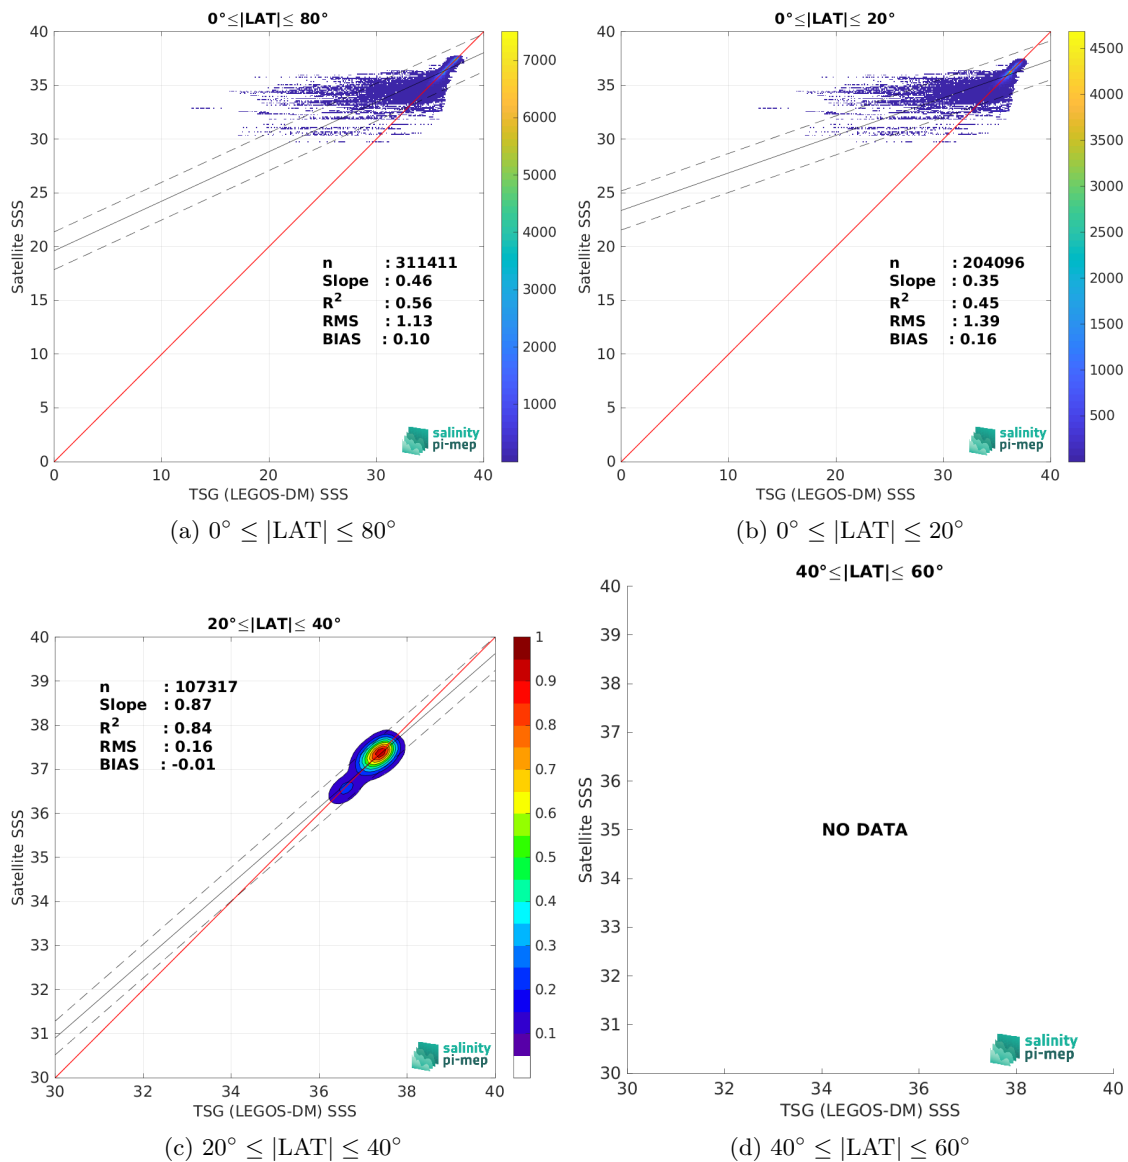 0°≤|LAT|≤ 80°
40
35
30
25
20
15
10
5
0
Satellite SSS
n : 311411
Slope : 0.46
R² : 0.56
RMS : 1.13
BIAS : 0.10
salinity
pi-mep
0 10 20 30 40
TSG (LEGOS-DM) SSS
7000
6000
5000
4000
3000
2000
1000
(a) 0° ≤ |LAT| ≤ 80°
0°≤|LAT|≤ 20°
40
35
30
25
20
15
10
5
0
Satellite SSS
n : 204096
Slope : 0.35
R² : 0.45
RMS : 1.39
BIAS : 0.16
salinity
pi-mep
0 10 20 30 40
TSG (LEGOS-DM) SSS
4500
4000
3500
3000
2500
2000
1500
1000
500
(b) 0° ≤ |LAT| ≤ 20°
20°≤|LAT|≤ 40°
40
39
38
37
36
35
34
33
32
31
30
Satellite SSS
n : 107317
Slope : 0.87
R² : 0.84
RMS : 0.16
BIAS : -0.01
salinity
pi-mep
30 32 34 36 38 40
TSG (LEGOS-DM) SSS
1
0.9
0.8
0.7
0.6
0.5
0.4
0.3
0.2
0.1
(c) 20° ≤ |LAT| ≤ 40°
40°≤|LAT|≤ 60°
40
39
38
37
36
35
34
33
32
31
30
Satellite SSS
NO DATA
salinity
pi-mep
30 32 34 36 38 40
TSG (LEGOS-DM) SSS
(d) 40° ≤ |LAT| ≤ 60°